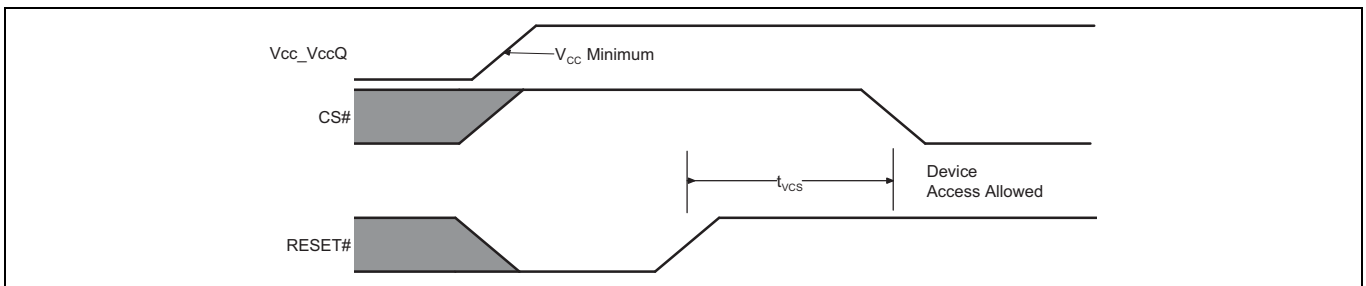 Vcc_VccQ
VCC Minimum
CS#
tVCS
Device
Access Allowed
RESET#